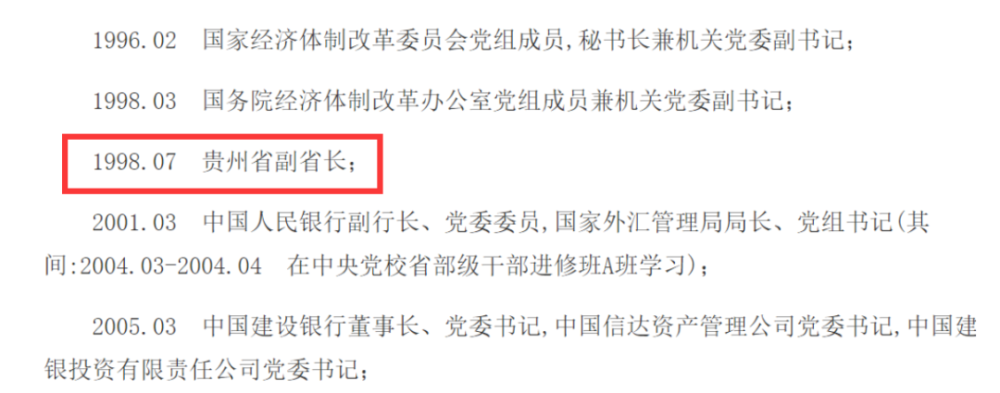 1996.02 国家经济体制改革委员会党组成员,秘书长兼机关党委副书记;
1998.03 国务院经济体制改革办公室党组成员兼机关党委副书记;
1998.07 贵州省副省长;
2001.03 中国人民银行副行长、党委委员,国家外汇管理局局长、党组书记(其
间:2004.03-2004.04 在中央党校省部级干部进修班A班学习);
2005.03 中国建设银行董事长、党委书记,中国信达资产管理公司党委书记,中国建
银投资有限责任公司党委书记;